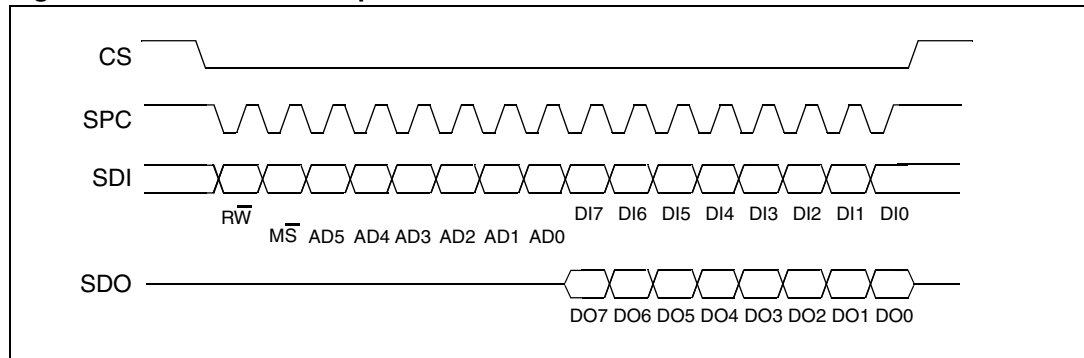 CS
SPC
SDI
RW̅
DI7 DI6 DI5 DI4 DI3 DI2 DI1 DI0
MS̅ AD5 AD4 AD3 AD2 AD1 AD0
SDO
DO7 DO6 DO5 DO4 DO3 DO2 DO1 DO0